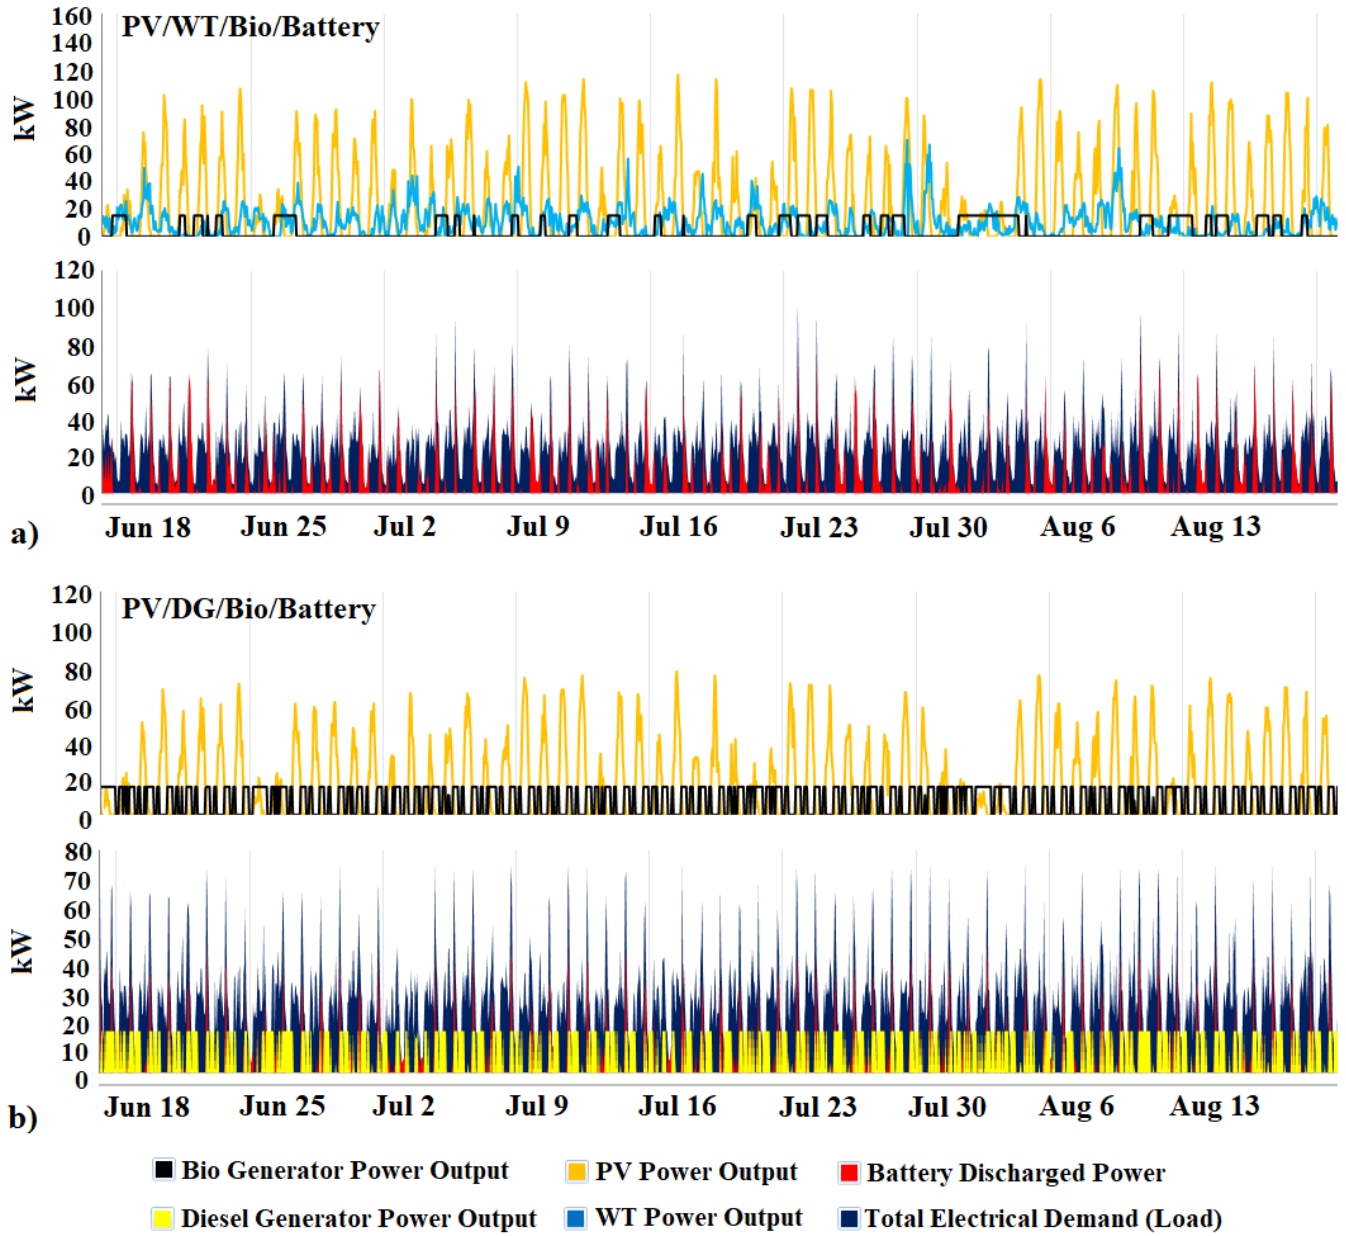 PV/WT/Bio/Battery
160
140
120
100
80
60
40
20
0
kW
120
100
80
60
40
20
0
kW
Jun 18 Jun 25 Jul 2 Jul 9 Jul 16 Jul 23 Jul 30 Aug 6 Aug 13
a)
PV/DG/Bio/Battery
120
100
80
60
40
20
0
kW
80
70
60
50
40
30
20
10
0
kW
Jun 18 Jun 25 Jul 2 Jul 9 Jul 16 Jul 23 Jul 30 Aug 6 Aug 13
b)
Bio Generator Power Output PV Power Output Battery Discharged Power
Diesel Generator Power Output WT Power Output Total Electrical Demand (Load)